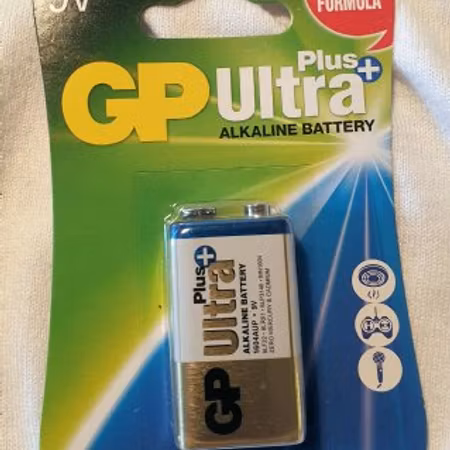 9V
FORMULA
GP Ultra Plus+
ALKALINE BATTERY
GP Ultra Plus+
ALKALINE BATTERY
1604AUP • 9V
ZERO MERCURY & CADMIUM